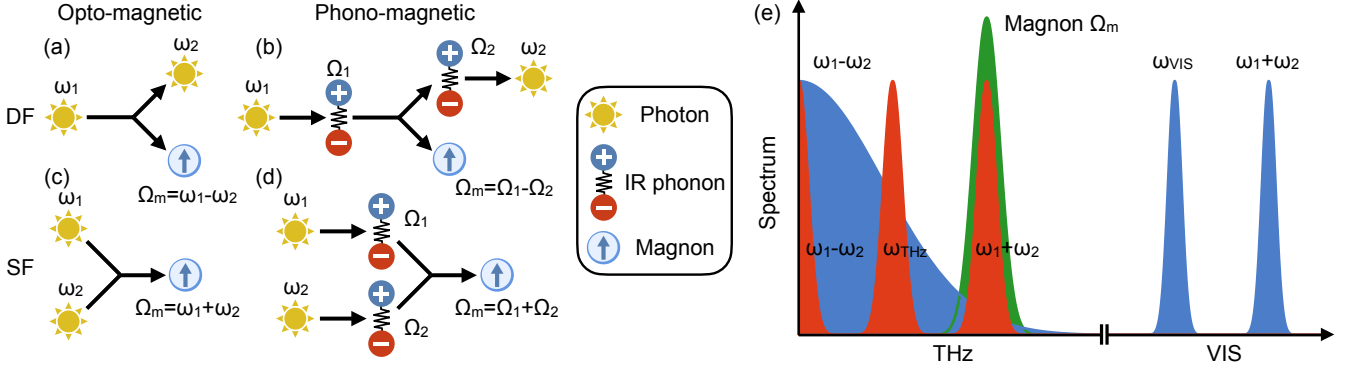 Opto-magnetic
Phono-magnetic
(a)
ω₂
ω₁
DF
Ωₘ=ω₁-ω₂
(b)
ω₁
Ω₁
Ω₂
ω₂
Ωₘ=Ω₁-Ω₂
(c)
ω₁
SF
ω₂
Ωₘ=ω₁+ω₂
(d)
ω₁
Ω₁
ω₂
Ω₂
Ωₘ=Ω₁+Ω₂
Photon
IR phonon
Magnon
(e)
Magnon Ωₘ
ω₁-ω₂
ωVIS
ω₁+ω₂
Spectrum
ω₁-ω₂
ωTHz
ω₁+ω₂
THz
VIS